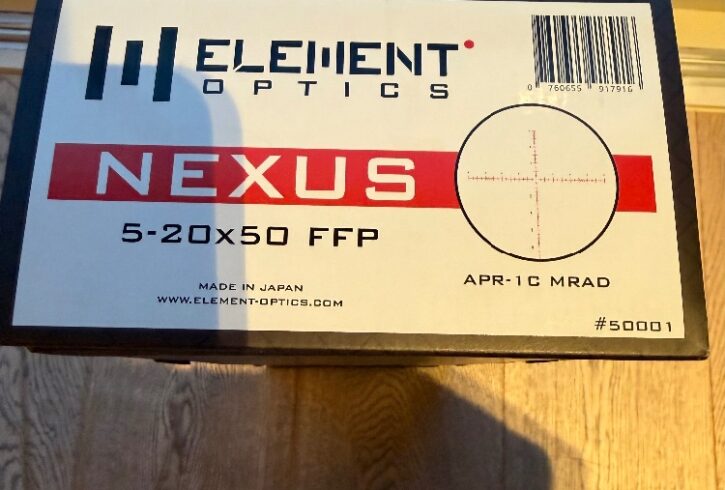 ELEMENT
OPTICS
0 760655 917916
NEXUS
5-20x50 FFP
APR-1C MRAD
MADE IN JAPAN
WWW.ELEMENT-OPTICS.COM
#50001